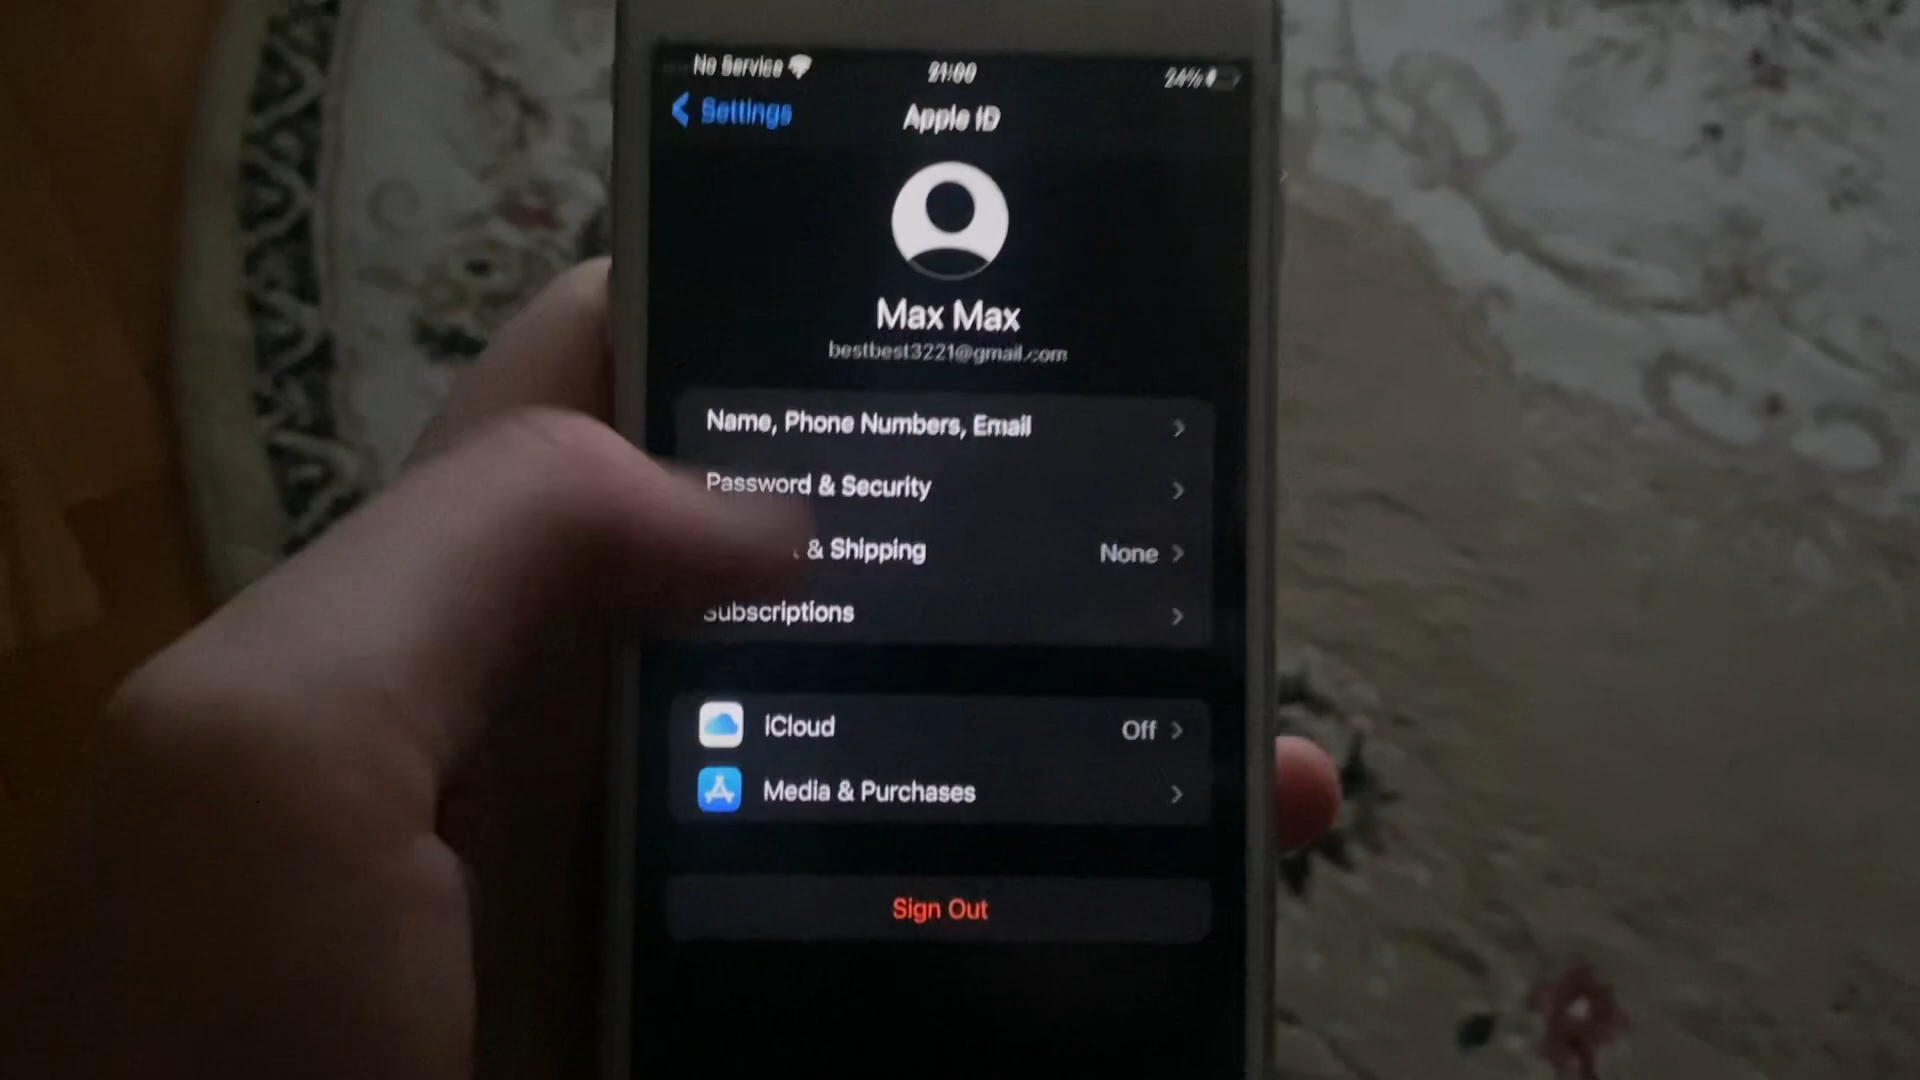 No Service 21:00 24%
Settings Apple ID
Max Max
bestbest3221@gmail.com
Name, Phone Numbers, Email
Password & Security
& Shipping None
Subscriptions
iCloud Off
Media & Purchases
Sign Out